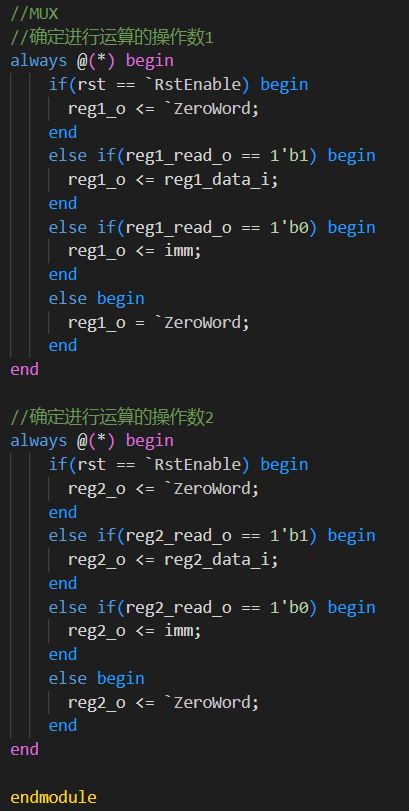 //MUX
//确定进行运算的操作数1
always @(*) begin
if(rst == `RstEnable) begin
reg1_o <= `ZeroWord;
end
else if(reg1_read_o == 1'b1) begin
reg1_o <= reg1_data_i;
end
else if(reg1_read_o == 1'b0) begin
reg1_o <= imm;
end
else begin
reg1_o = `ZeroWord;
end
end
//确定进行运算的操作数2
always @(*) begin
if(rst == `RstEnable) begin
reg2_o <= `ZeroWord;
end
else if(reg2_read_o == 1'b1) begin
reg2_o <= reg2_data_i;
end
else if(reg2_read_o == 1'b0) begin
reg2_o <= imm;
end
else begin
reg2_o <= `ZeroWord;
end
end
endmodule